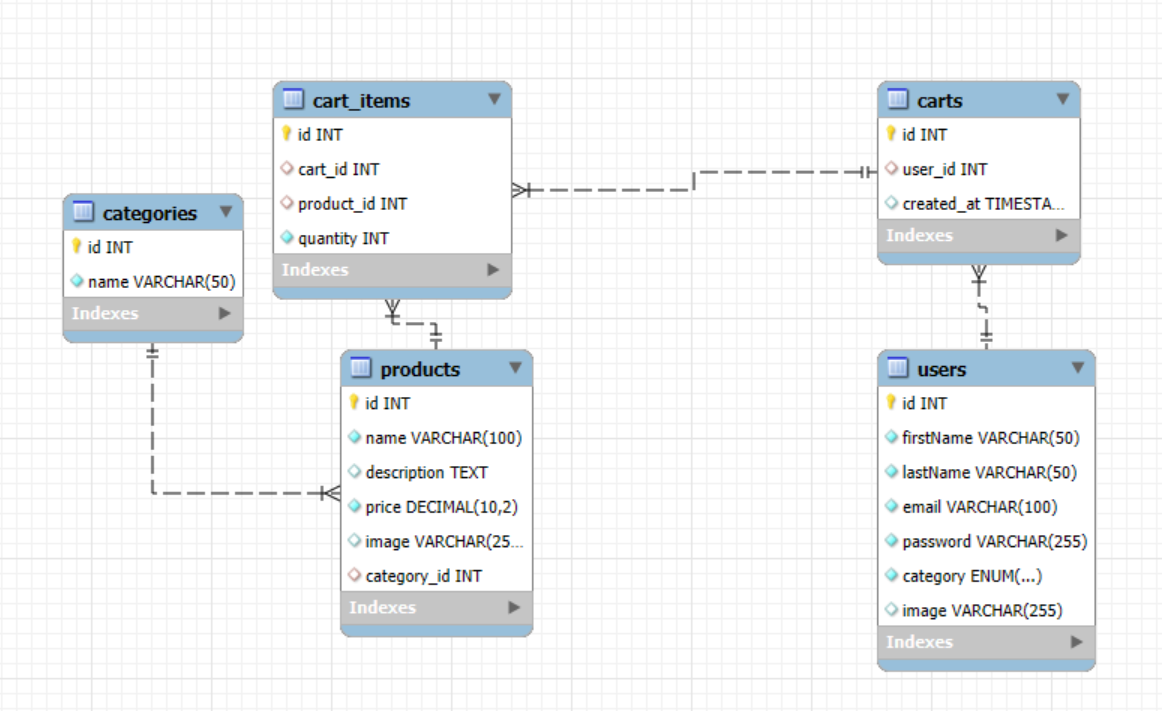 cart_items
id INT
cart_id INT
product_id INT
quantity INT
Indexes
carts
id INT
user_id INT
created_at TIMESTA...
Indexes
categories
id INT
name VARCHAR(50)
Indexes
products
id INT
name VARCHAR(100)
description TEXT
price DECIMAL(10,2)
image VARCHAR(25...
category_id INT
Indexes
users
id INT
firstName VARCHAR(50)
lastName VARCHAR(50)
email VARCHAR(100)
password VARCHAR(255)
category ENUM(...)
image VARCHAR(255)
Indexes